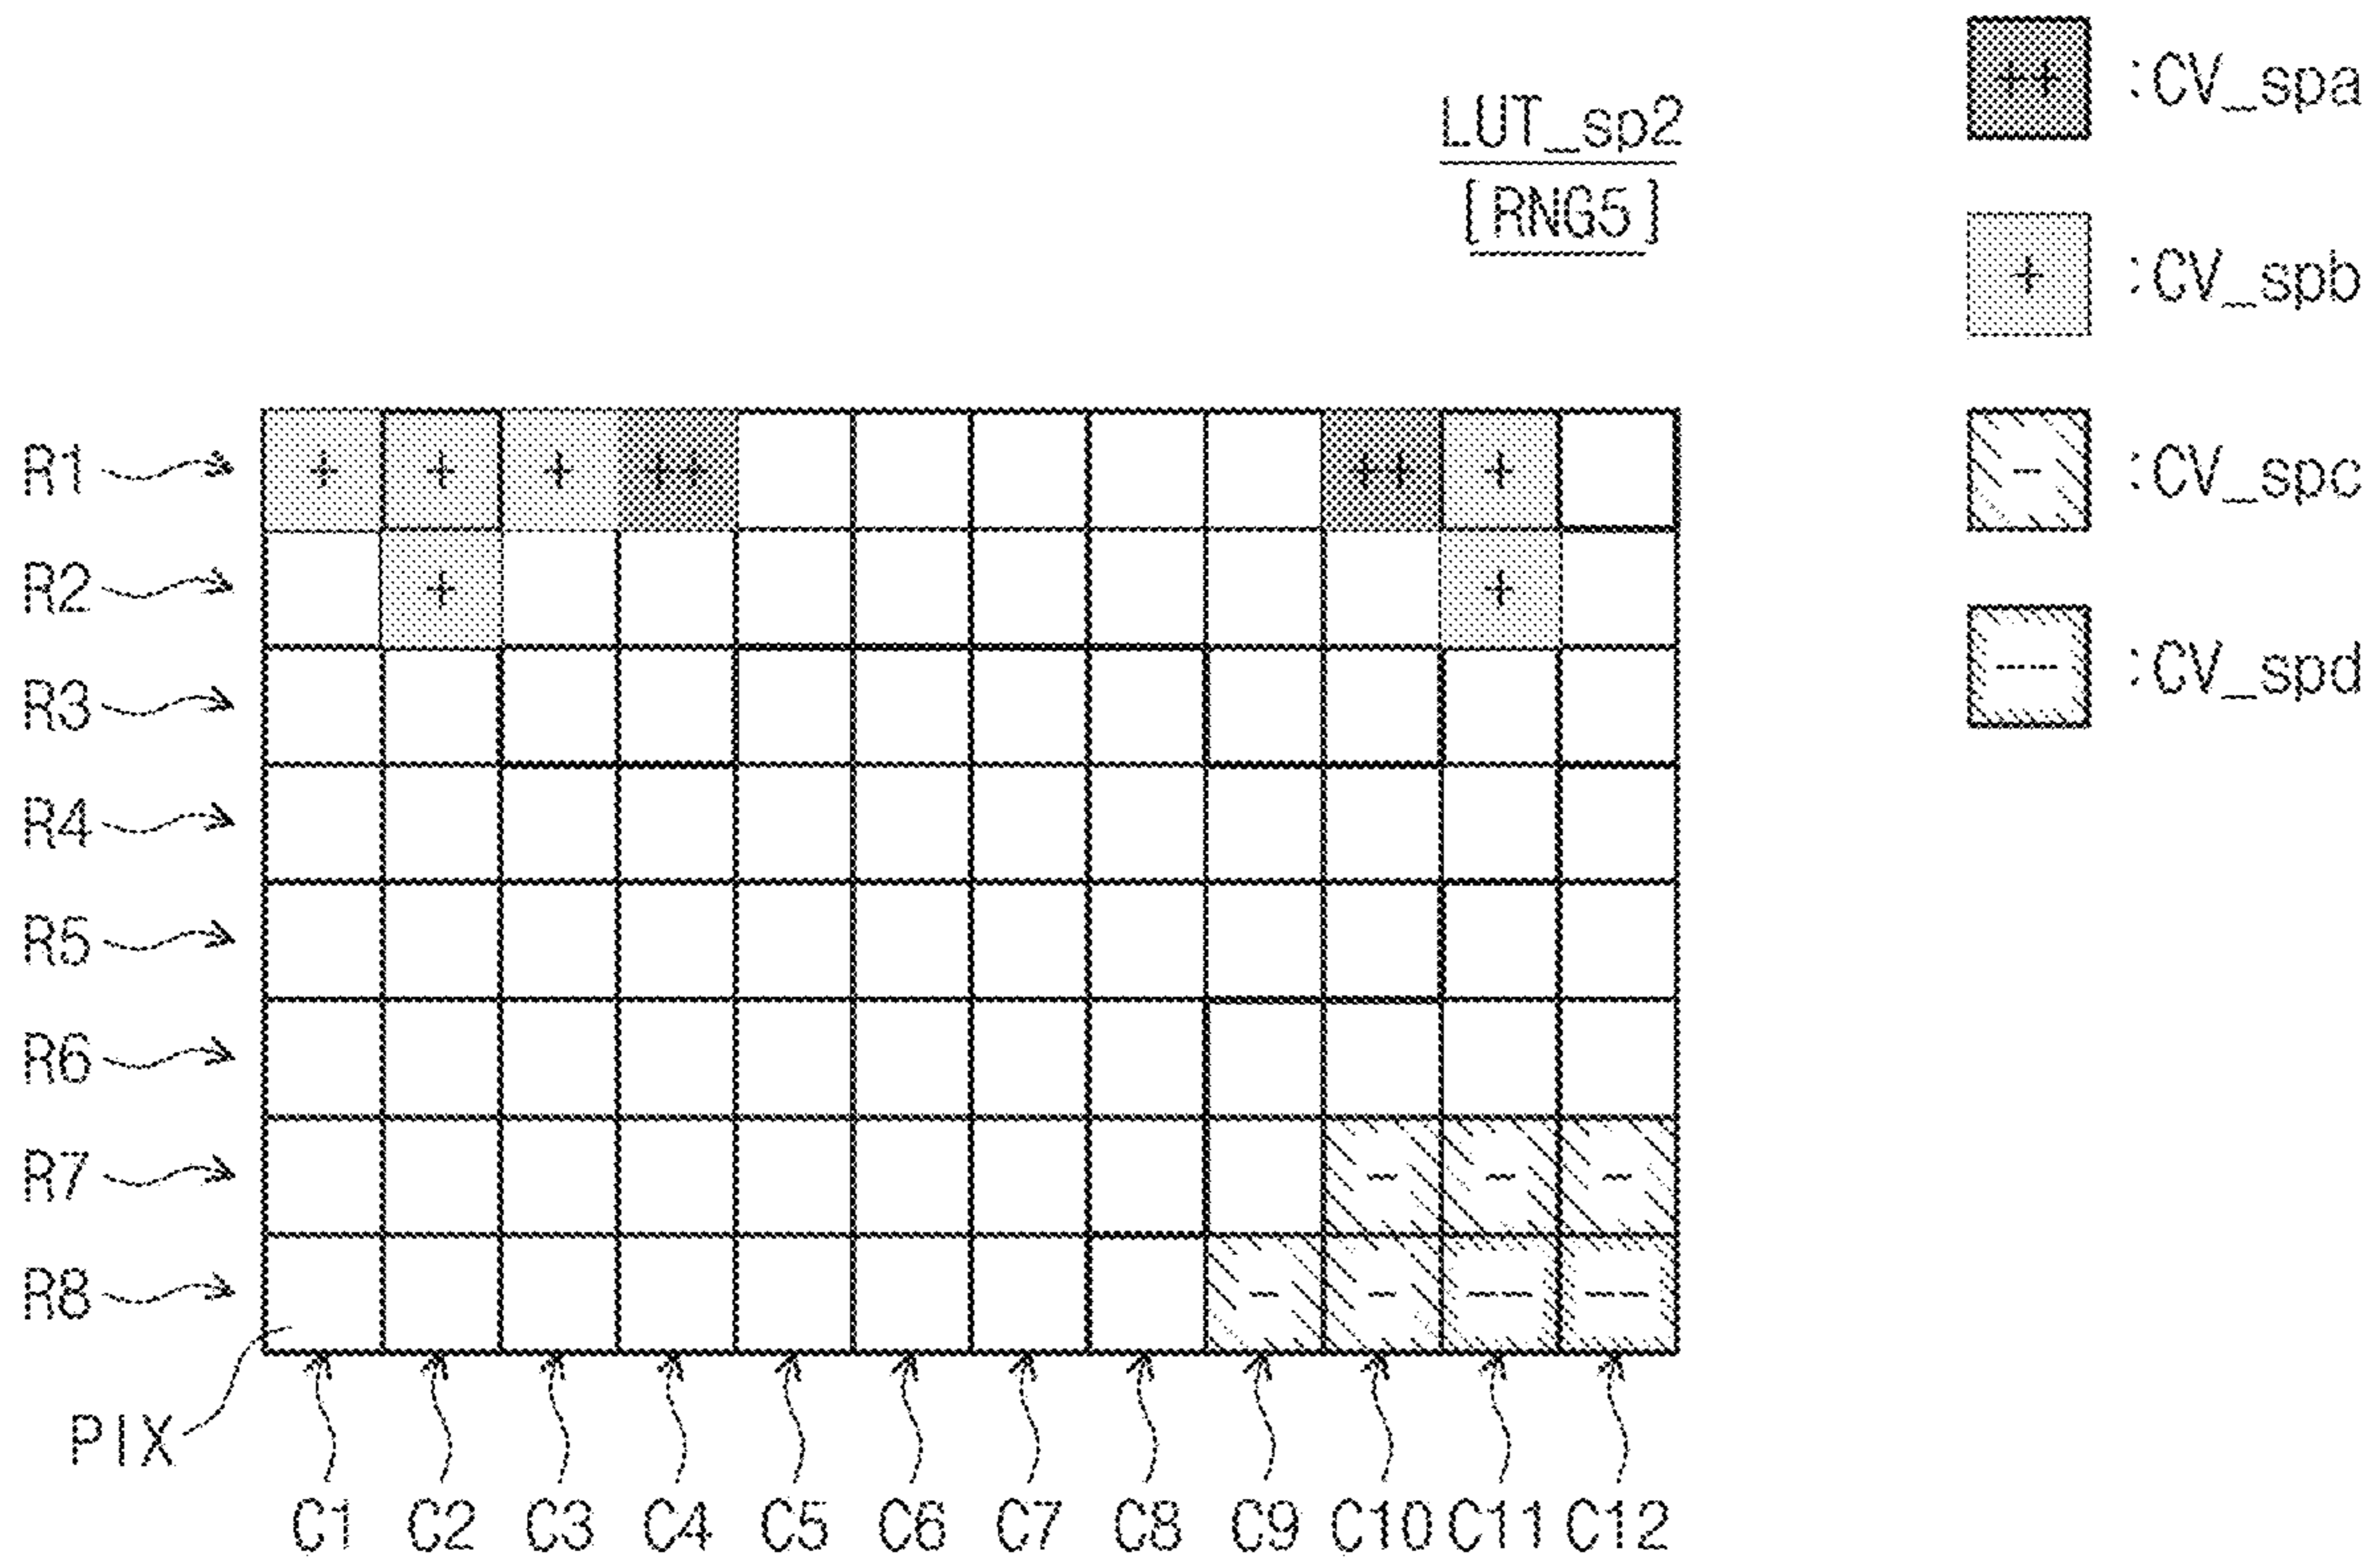 LUT_sp2
[RNG5]
++ :CV_spa
+ :CV_spb
- :CV_spc
-- :CV_spd
R1 + + + ++ ++ +
R2 + +
R3
R4
R5
R6
R7 - - -
R8 - - -- --
PIX
C1 C2 C3 C4 C5 C6 C7 C8 C9 C10 C11 C12